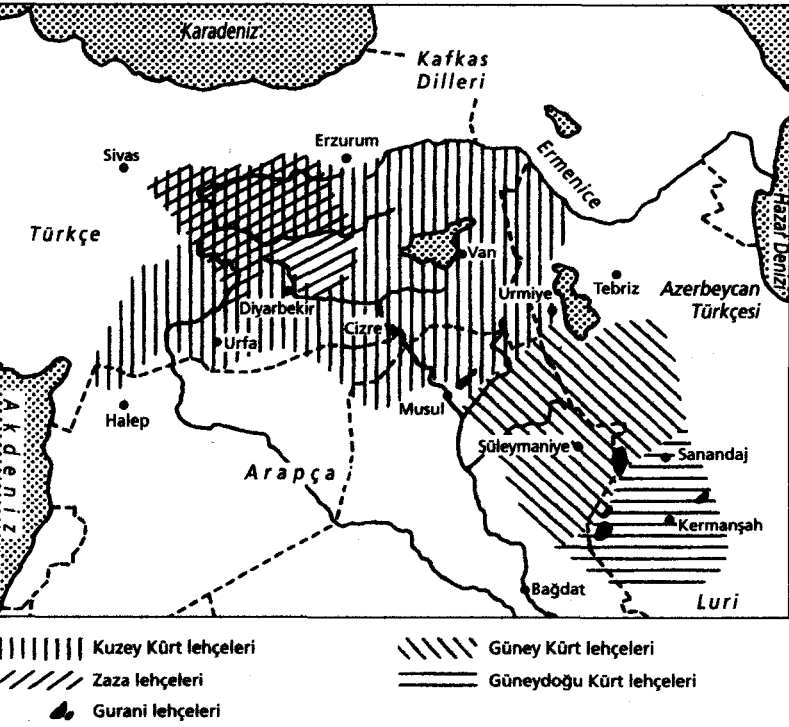 Karadeniz
Kafkas
Dilleri
Erzurum
Sivas
Ermenice
Hazar Denizi
Türkçe
Van
Tebriz
Urmiye
Azerbeycan
Türkçesi
Diyarbekir
Cizre
Urfa
Akdeniz
Halep
Musul
Süleymaniye
Sanandaj
Arapça
Kermanşah
Bağdat
Luri
Kuzey Kürt lehçeleri
Güney Kürt lehçeleri
Zaza lehçeleri
Güneydoğu Kürt lehçeleri
Gurani lehçeleri